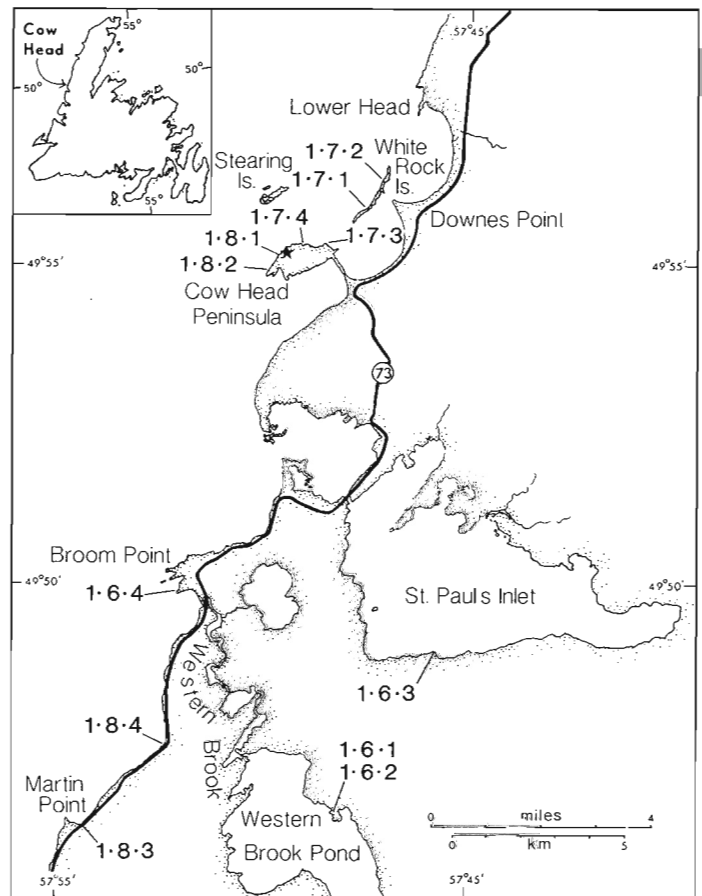 55°
57°45'
Cow
Head
50°
50°
Lower Head
1·7·2
White
Rock
Is.
Stearing
Is.
1·7·1
55°
B.
1·7·4
Downes Point
1·8·1
1·7·3
1·8·2
49°55'
49°55'
Cow Head
Peninsula
73
Broom Point
49°50'
49°50'
1·6·4
St. Pauls Inlet
Western
Brook
1·6·3
1·8·4
1·6·1
1·6·2
Martin
Point
0 miles 4
0 km 5
Western
Brook Pond
1·8·3
57°55'
57°45'